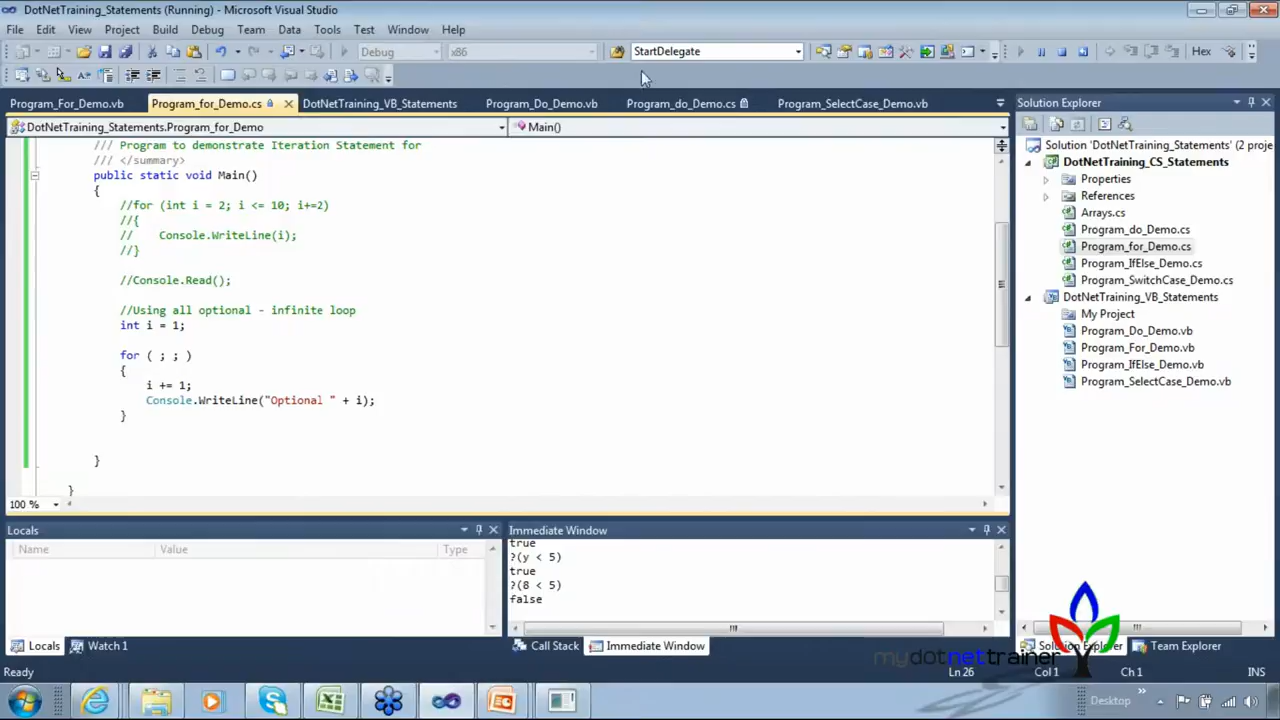 DotNetTraining_Statements (Running) - Microsoft Visual Studio
File Edit View Project Build Debug Team Data Tools Test Window Help
Debug x86 StartDelegate Hex
Program_For_Demo.vb Program_for_Demo.cs DotNetTraining_VB_Statements Program_Do_Demo.vb Program_do_Demo.cs Program_SelectCase_Demo.vb
DotNetTraining_Statements.Program_for_Demo Main()
/// Program to demonstrate Iteration Statement for
/// </summary>
public static void Main()
{
//for (int i = 2; i <= 10; i+=2)
//{
// Console.WriteLine(i);
//}
//Console.Read();
//Using all optional - infinite loop
int i = 1;
for ( ; ; )
{
i += 1;
Console.WriteLine("Optional " + i);
}
}
}
100 %
Solution Explorer
Solution 'DotNetTraining_Statements' (2 proje
DotNetTraining_CS_Statements
Properties
References
Arrays.cs
Program_do_Demo.cs
Program_for_Demo.cs
Program_IfElse_Demo.cs
Program_SwitchCase_Demo.cs
DotNetTraining_VB_Statements
My Project
Program_Do_Demo.vb
Program_For_Demo.vb
Program_IfElse_Demo.vb
Program_SelectCase_Demo.vb
Locals
Name Value Type
Locals Watch 1
Immediate Window
true
?(y < 5)
true
?(8 < 5)
false
Call Stack Immediate Window
Solution Explorer Team Explorer
mydotnettrainer
Ready Ln 26 Col 1 Ch 1 INS
Desktop